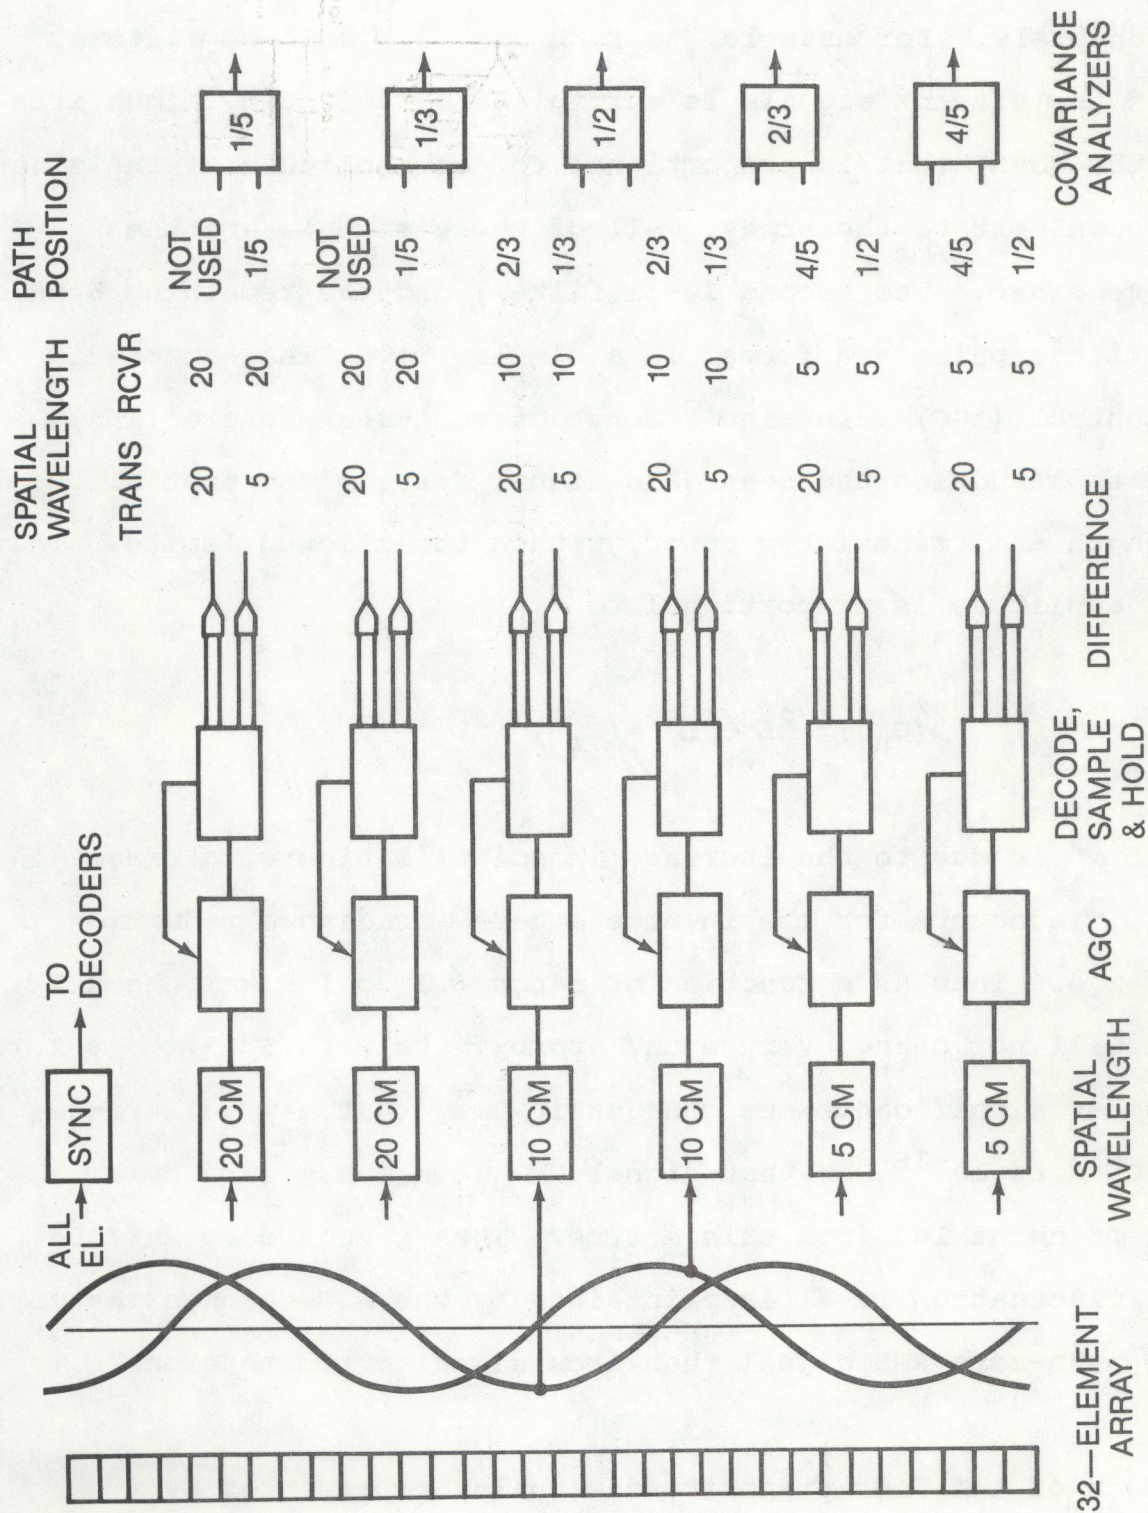 SPATIAL
WAVELENGTH
PATH
POSITION
ALL
EL.
SYNC
TO
DECODERS
TRANS RCVR
20 CM
20 20 NOT
USED
5 20 1/5
1/5
20 CM
20 20 NOT
USED
5 20 1/5
1/3
10 CM
20 10 2/3
5 10 1/3
1/2
10 CM
20 10 2/3
5 10 1/3
2/3
5 CM
20 5 4/5
5 5 1/2
4/5
5 CM
20 5 4/5
5 5 1/2
32—ELEMENT
ARRAY
SPATIAL
WAVELENGTH
AGC
DECODE,
SAMPLE
& HOLD
DIFFERENCE
COVARIANCE
ANALYZERS